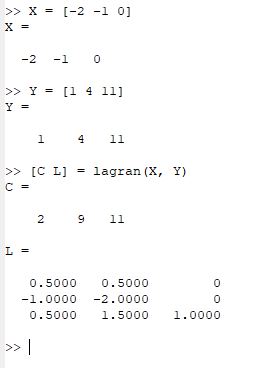 >> X = [-2 -1 0]
X =
-2 -1 0
>> Y = [1 4 11]
Y =
1 4 11
>> [C L] = lagran(X, Y)
C =
2 9 11
L =
0.5000 0.5000 0
-1.0000 -2.0000 0
0.5000 1.5000 1.0000
>>